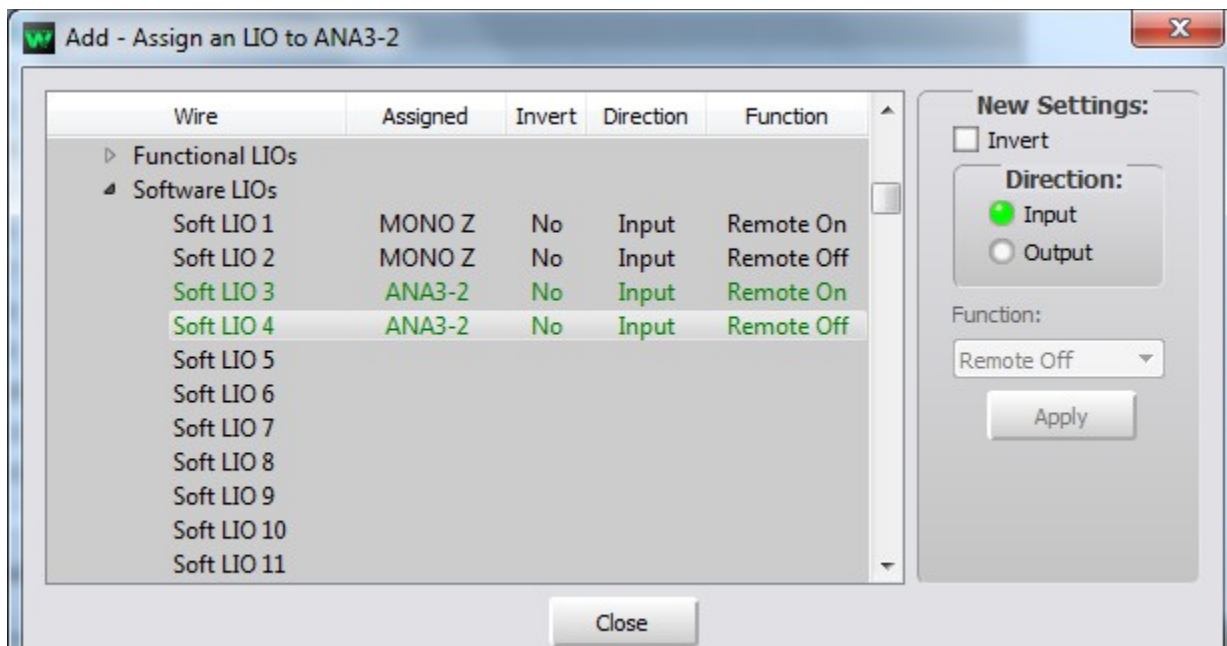 Add - Assign an LIO to ANA3-2
Wire Assigned Invert Direction Function
Functional LIOs
Software LIOs
Soft LIO 1 MONO Z No Input Remote On
Soft LIO 2 MONO Z No Input Remote Off
Soft LIO 3 ANA3-2 No Input Remote On
Soft LIO 4 ANA3-2 No Input Remote Off
Soft LIO 5
Soft LIO 6
Soft LIO 7
Soft LIO 8
Soft LIO 9
Soft LIO 10
Soft LIO 11
New Settings:
Invert
Direction:
Input
Output
Function:
Remote Off
Apply
Close